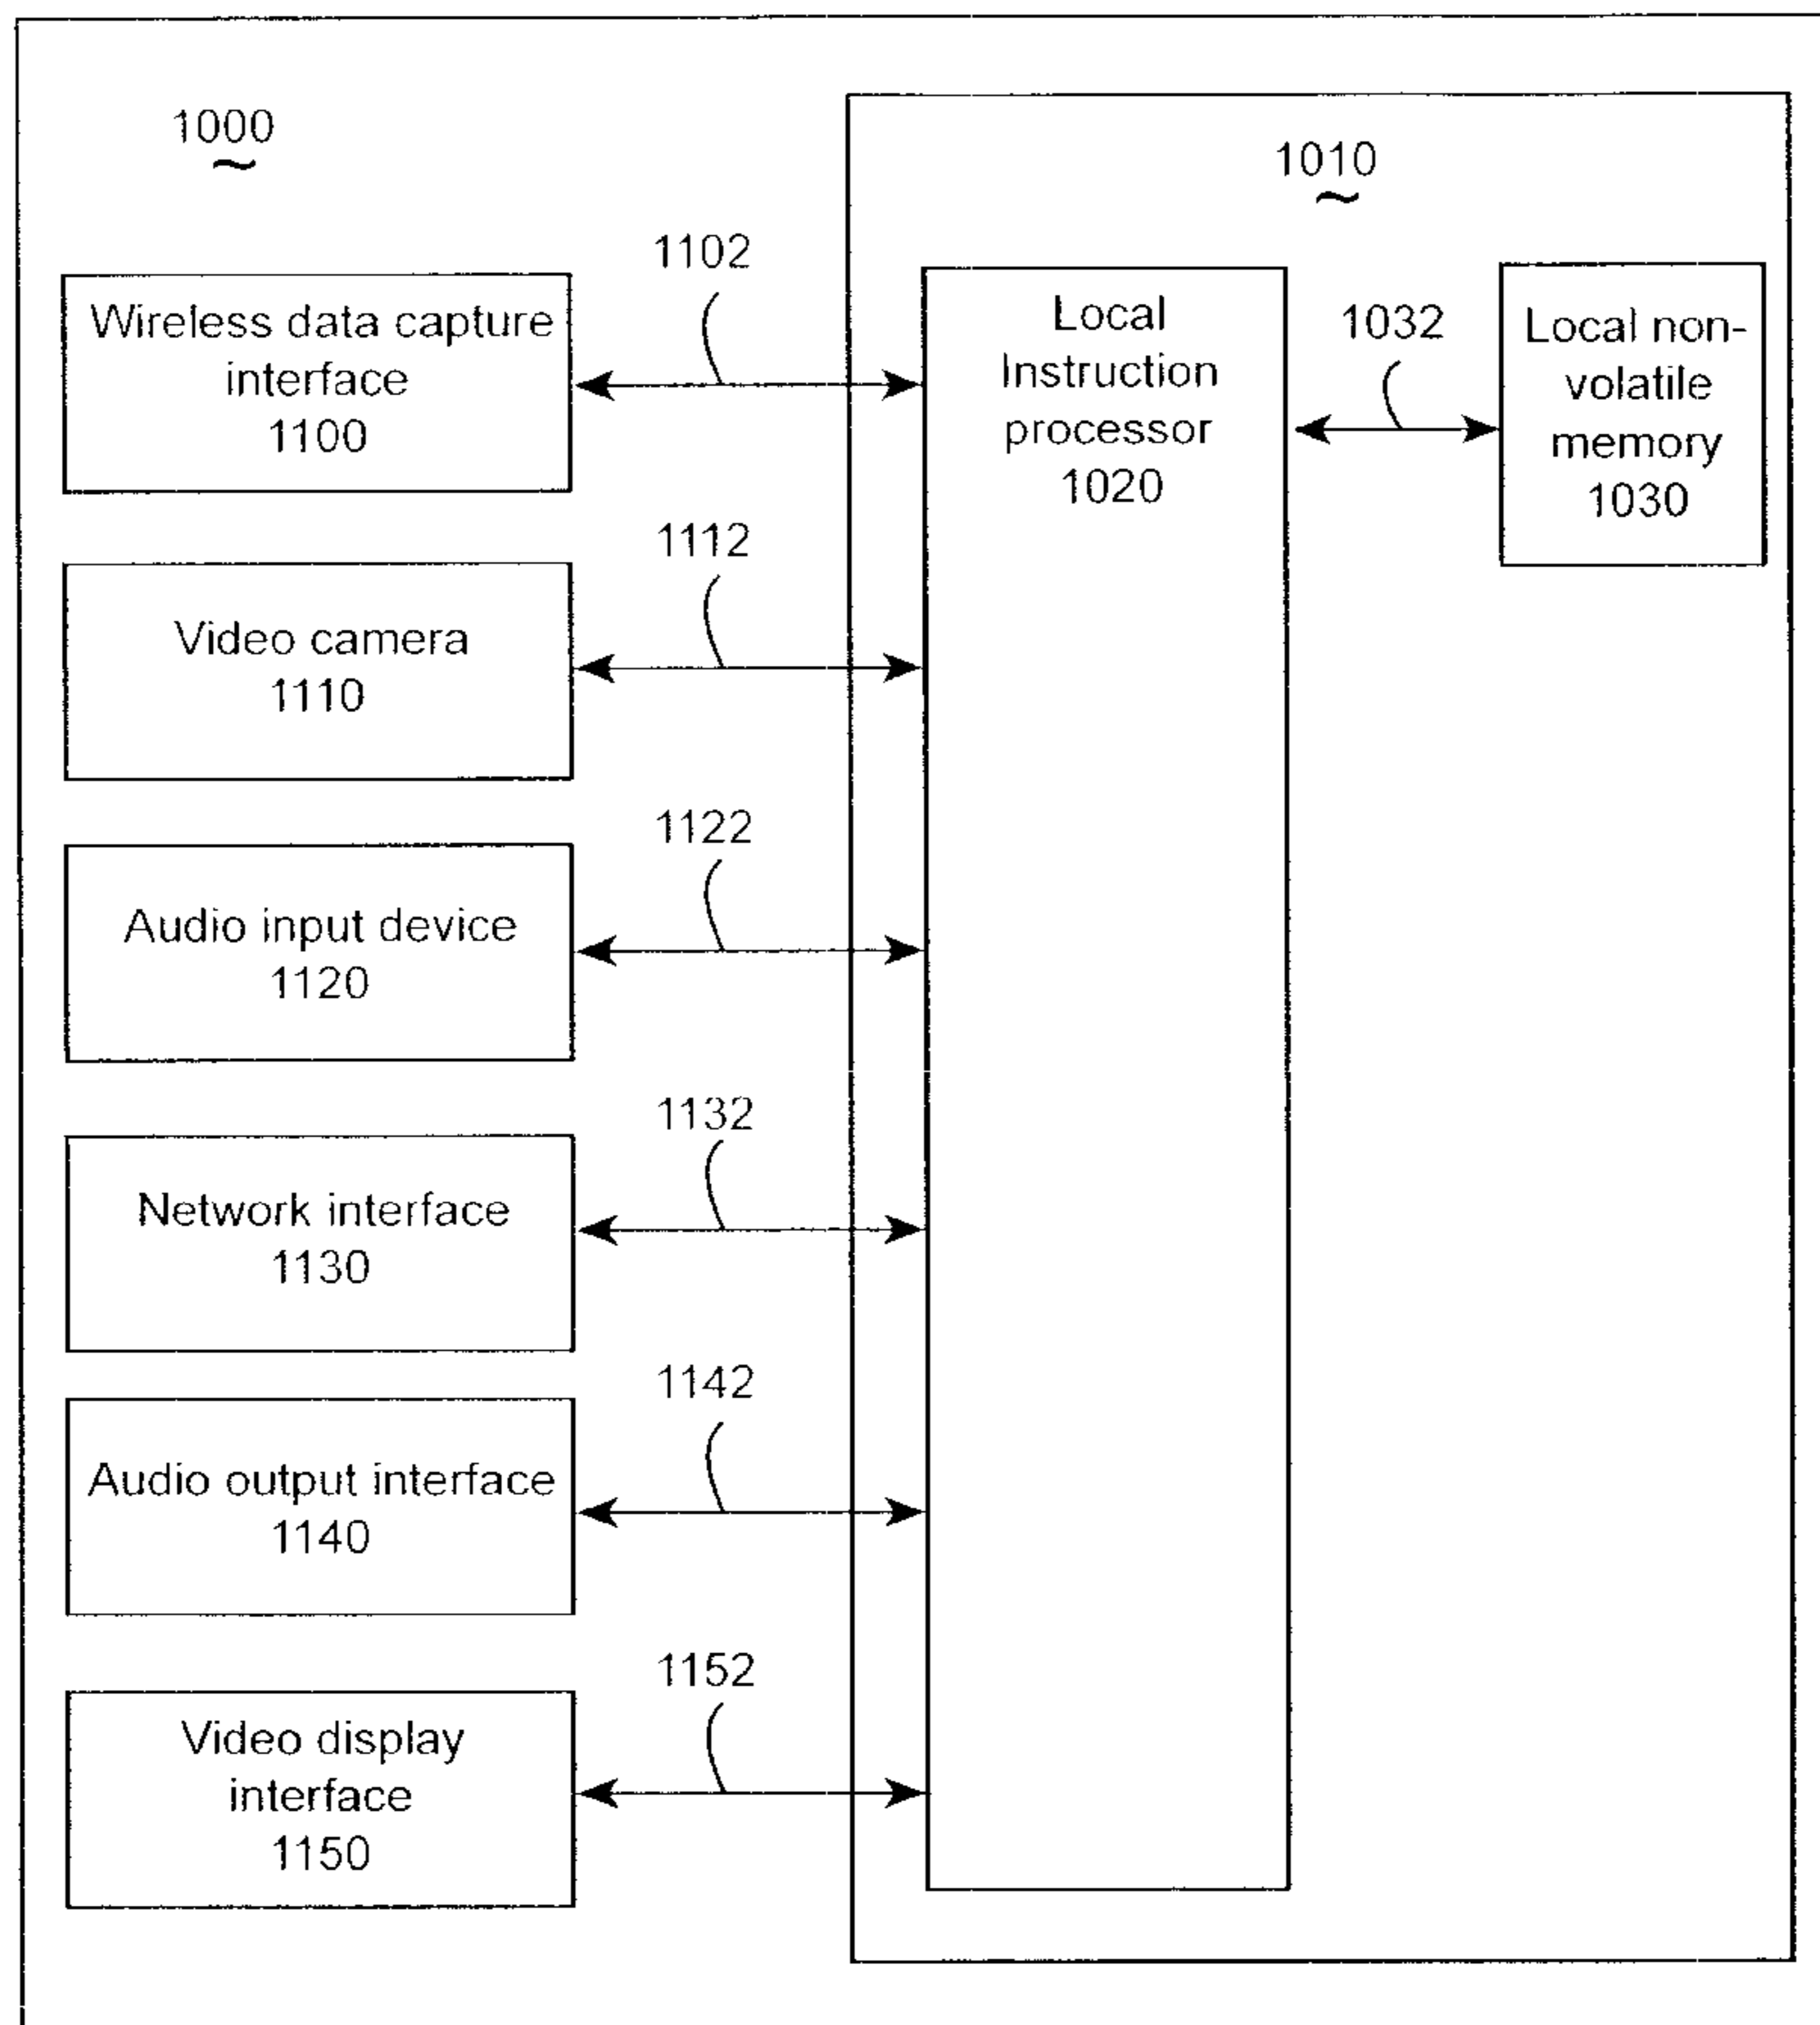 1000
1010
1102
Wireless data capture
interface
1100
Local
Instruction
processor
1020
1032
Local non-
volatile
memory
1030
1112
Video camera
1110
1122
Audio input device
1120
1132
Network interface
1130
1142
Audio output interface
1140
1152
Video display
interface
1150